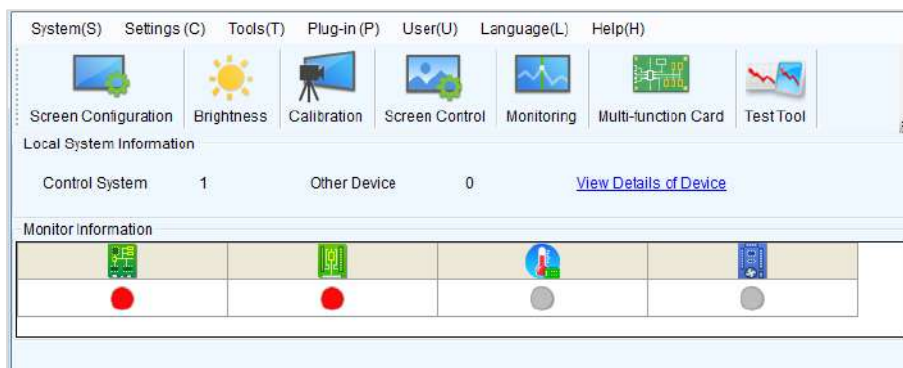 System(S) Settings (C) Tools(T) Plug-in (P) User(U) Language(L) Help(H)
Screen Configuration Brightness Calibration Screen Control Monitoring Multi-function Card Test Tool
Local System Information
Control System 1 Other Device 0 View Details of Device
Monitor Information